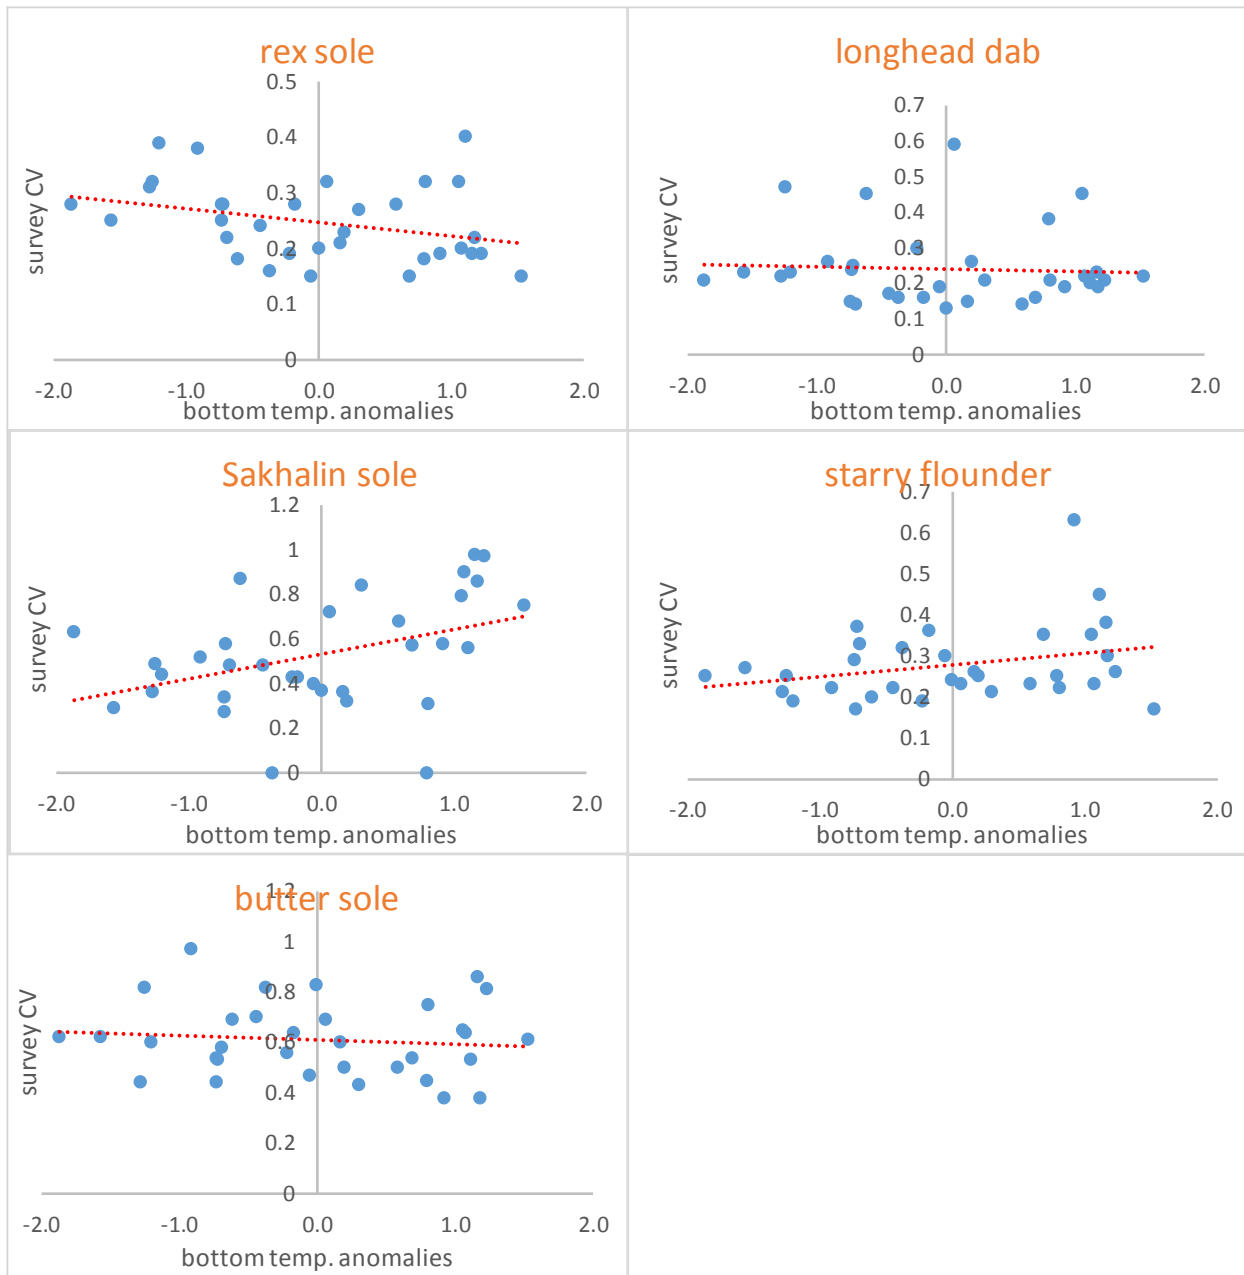 rex sole
0.5
0.4
0.3
0.2
0.1
0
survey CV
-2.0 -1.0 0.0 1.0 2.0
bottom temp. anomalies
longhead dab
0.7
0.6
0.5
0.4
0.3
0.2
0.1
0
survey CV
-2.0 -1.0 0.0 1.0 2.0
bottom temp. anomalies
Sakhalin sole
1.2
1
0.8
0.6
0.4
0.2
0
survey CV
-2.0 -1.0 0.0 1.0 2.0
bottom temp. anomalies
starry flounder
0.7
0.6
0.5
0.4
0.3
0.2
0.1
0
survey CV
-2.0 -1.0 0.0 1.0 2.0
bottom temp. anomalies
butter sole
1.2
1
0.8
0.6
0.4
0.2
0
survey CV
-2.0 -1.0 0.0 1.0 2.0
bottom temp. anomalies